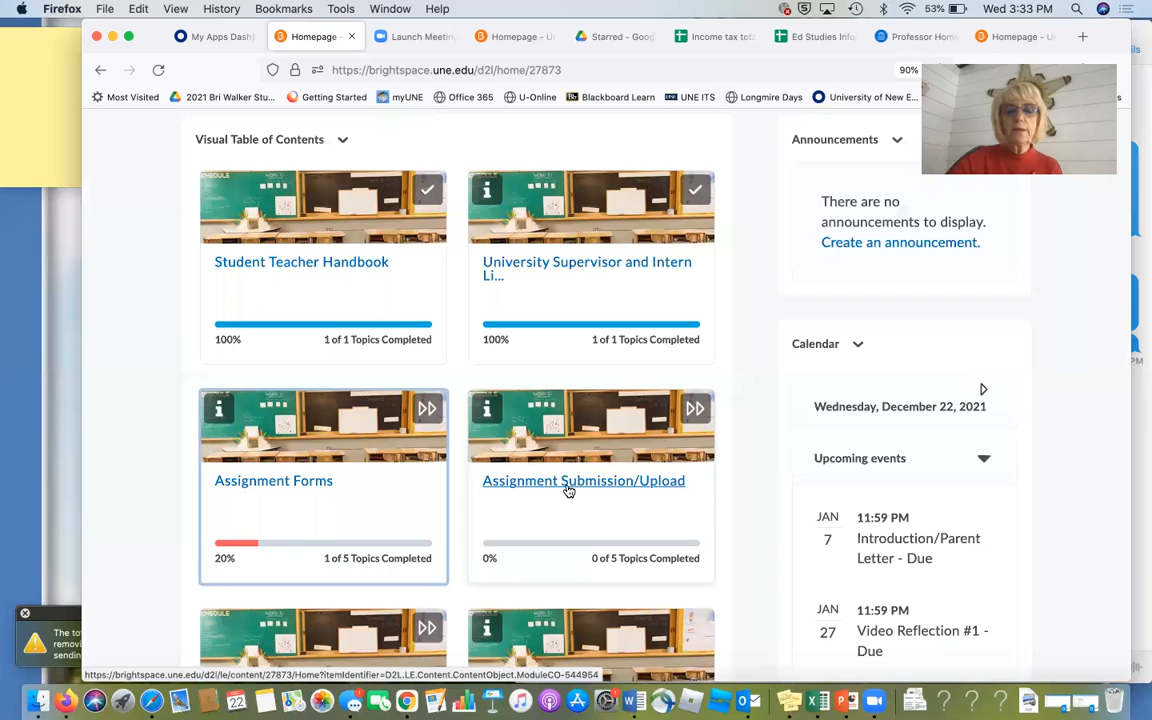 Firefox File Edit View History Bookmarks Tools Window Help
53% Wed 3:33 PM
My Apps Dash
Homepage -
Launch Meetin
Homepage - U
Starred - Goog
Income tax tot
Ed Studies Info
Professor Hom
Homepage - U
https://brightspace.une.edu/d2l/home/27873
90%
Most Visited
2021 Bri Walker Stu...
Getting Started
myUNE
Office 365
U-Online
Blackboard Learn
UNE ITS
Longmire Days
University of New E...
Visual Table of Contents
Student Teacher Handbook
100% 1 of 1 Topics Completed
University Supervisor and Intern
Li...
100% 1 of 1 Topics Completed
Assignment Forms
20% 1 of 5 Topics Completed
Assignment Submission/Upload
0% 0 of 5 Topics Completed
Announcements
There are no
announcements to display.
Create an announcement.
Calendar
Wednesday, December 22, 2021
Upcoming events
JAN
7
11:59 PM
Introduction/Parent
Letter - Due
JAN
27
11:59 PM
Video Reflection #1 -
Due
The to
removi
sendin
https://brightspace.une.edu/d2l/le/content/27873/Home?itemIdentifier=D2L.LE.Content.ContentObject.ModuleCO-544954
22